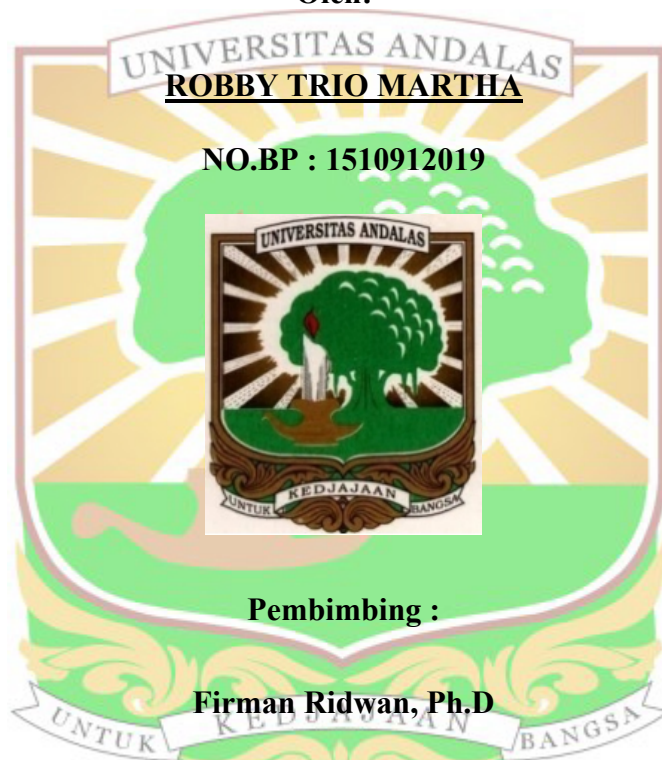 Oleh:
UNIVERSITAS ANDALAS
ROBBY TRIO MARTHA
NO.BP : 1510912019
UNIVERSITAS ANDALAS
UNTUK KEDJAJAAN BANGSA
Pembimbing :
Firman Ridwan, Ph.D
UNTUK KEDJAJAAN BANGSA